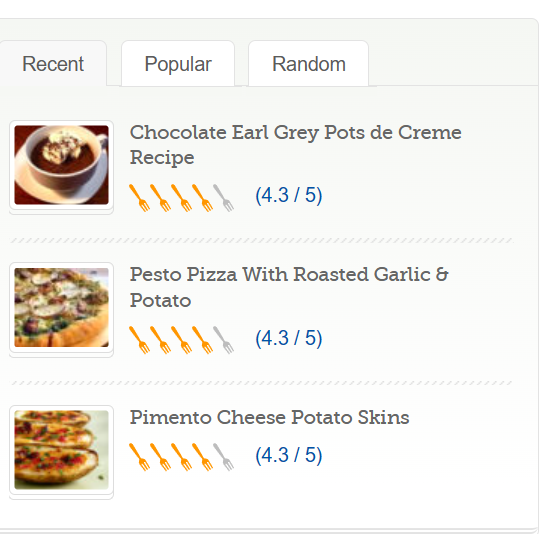 Recent
Popular
Random
Chocolate Earl Grey Pots de Creme
Recipe
(4.3 / 5)
Pesto Pizza With Roasted Garlic &
Potato
(4.3 / 5)
Pimento Cheese Potato Skins
(4.3 / 5)